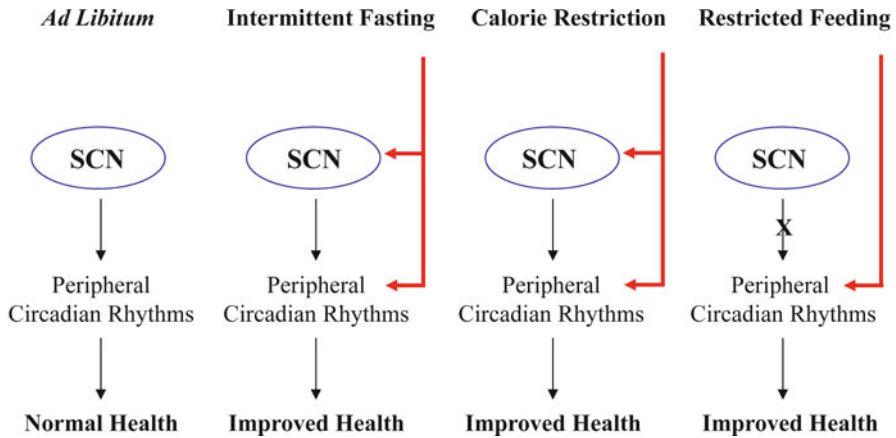 Ad Libitum
Intermittent Fasting
Calorie Restriction
Restricted Feeding
SCN
SCN
SCN
SCN
X
Peripheral
Circadian Rhythms
Peripheral
Circadian Rhythms
Peripheral
Circadian Rhythms
Peripheral
Circadian Rhythms
Normal Health
Improved Health
Improved Health
Improved Health